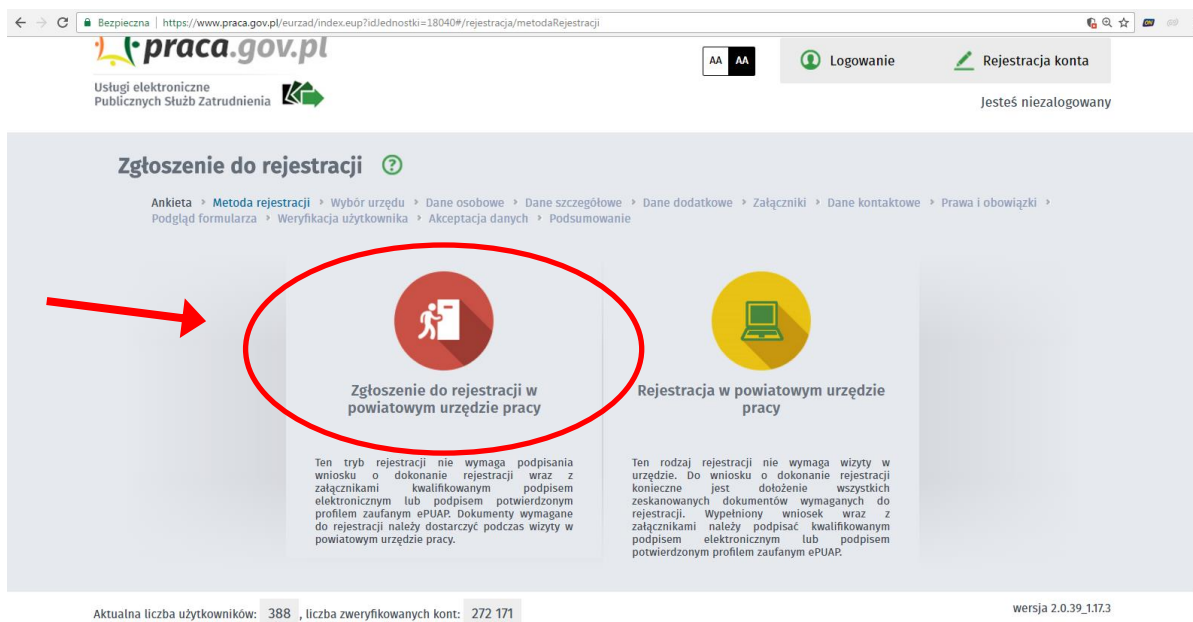 Bezpieczna | https://www.praca.gov.pl/eurzad/index.eup?idJednostki=18040#/rejestracja/metodaRejestracji
praca.gov.pl
Usługi elektroniczne
Publicznych Służb Zatrudnienia
AA AA
Logowanie
Rejestracja konta
Jesteś niezalogowany
Zgłoszenie do rejestracji ?
Ankieta › Metoda rejestracji › Wybór urzędu › Dane osobowe › Dane szczegółowe › Dane dodatkowe › Załączniki › Dane kontaktowe › Prawa i obowiązki ›
Podgląd formularza › Weryfikacja użytkownika › Akceptacja danych › Podsumowanie
Zgłoszenie do rejestracji w
powiatowym urzędzie pracy
Ten tryb rejestracji nie wymaga podpisania
wniosku o dokonanie rejestracji wraz z
załącznikami kwalifikowanym podpisem
elektronicznym lub podpisem potwierdzonym
profilem zaufanym ePUAP. Dokumenty wymagane
do rejestracji należy dostarczyć podczas wizyty w
powiatowym urzędzie pracy.
Rejestracja w powiatowym urzędzie
pracy
Ten rodzaj rejestracji nie wymaga wizyty w
urzędzie. Do wniosku o dokonanie rejestracji
konieczne jest dołożenie wszystkich
zeskanowanych dokumentów wymaganych do
rejestracji. Wypełniony wniosek wraz z
załącznikami należy podpisać kwalifikowanym
podpisem elektronicznym lub podpisem
potwierdzonym profilem zaufanym ePUAP.
Aktualna liczba użytkowników: 388 , liczba zweryfikowanych kont: 272 171
wersja 2.0.39_1.17.3